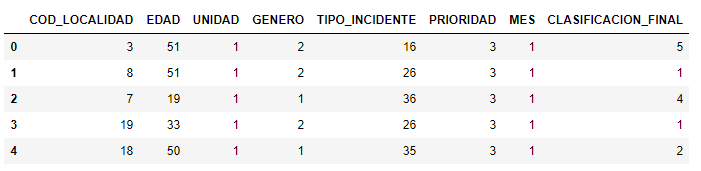 COD_LOCALIDAD EDAD UNIDAD GENERO TIPO_INCIDENTE PRIORIDAD MES CLASIFICACION_FINAL
0 3 51 1 2 16 3 1 5
1 8 51 1 2 26 3 1 1
2 7 19 1 1 36 3 1 4
3 19 33 1 2 26 3 1 1
4 18 50 1 1 35 3 1 2